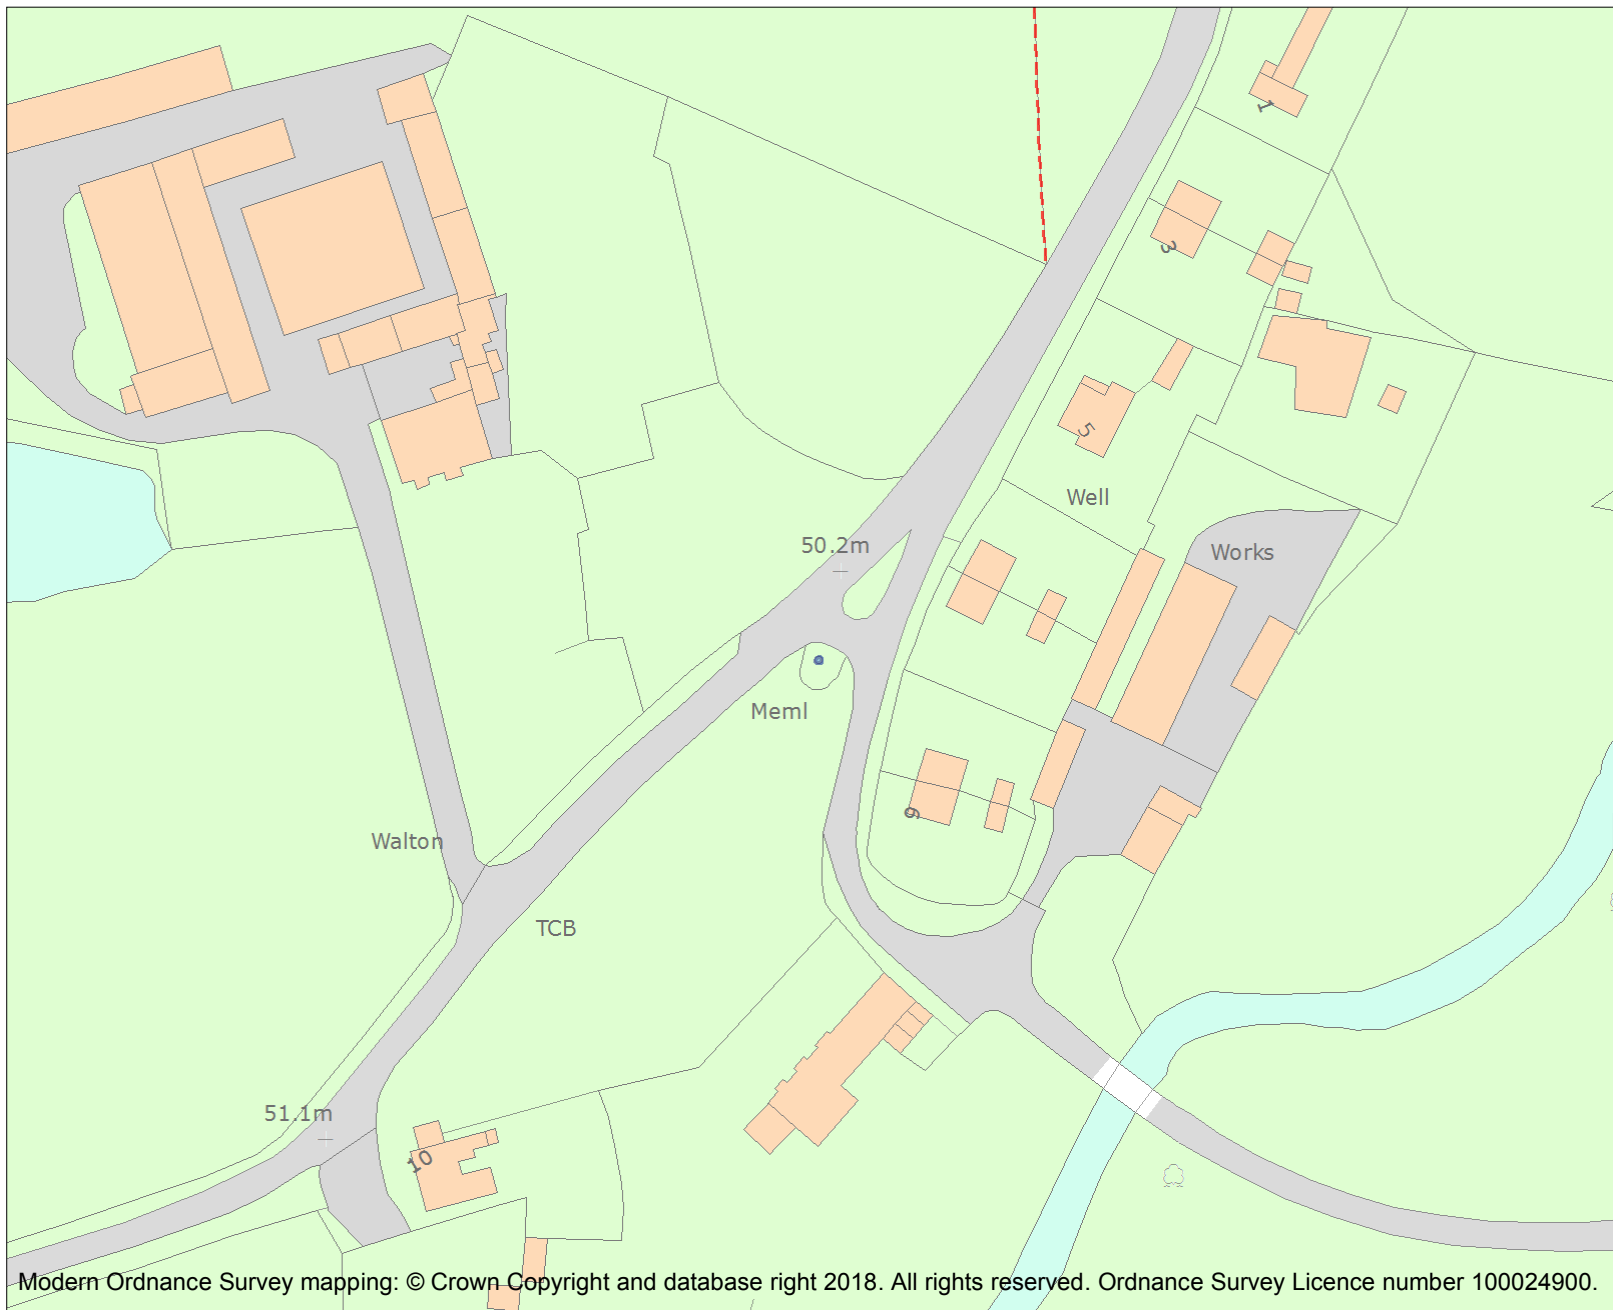 1
3
5
Well
50.2m
Works
Meml
9
Walton
TCB
51.1m
10
Modern Ordnance Survey mapping: © Crown Copyright and database right 2018. All rights reserved. Ordnance Survey Licence number 100024900.